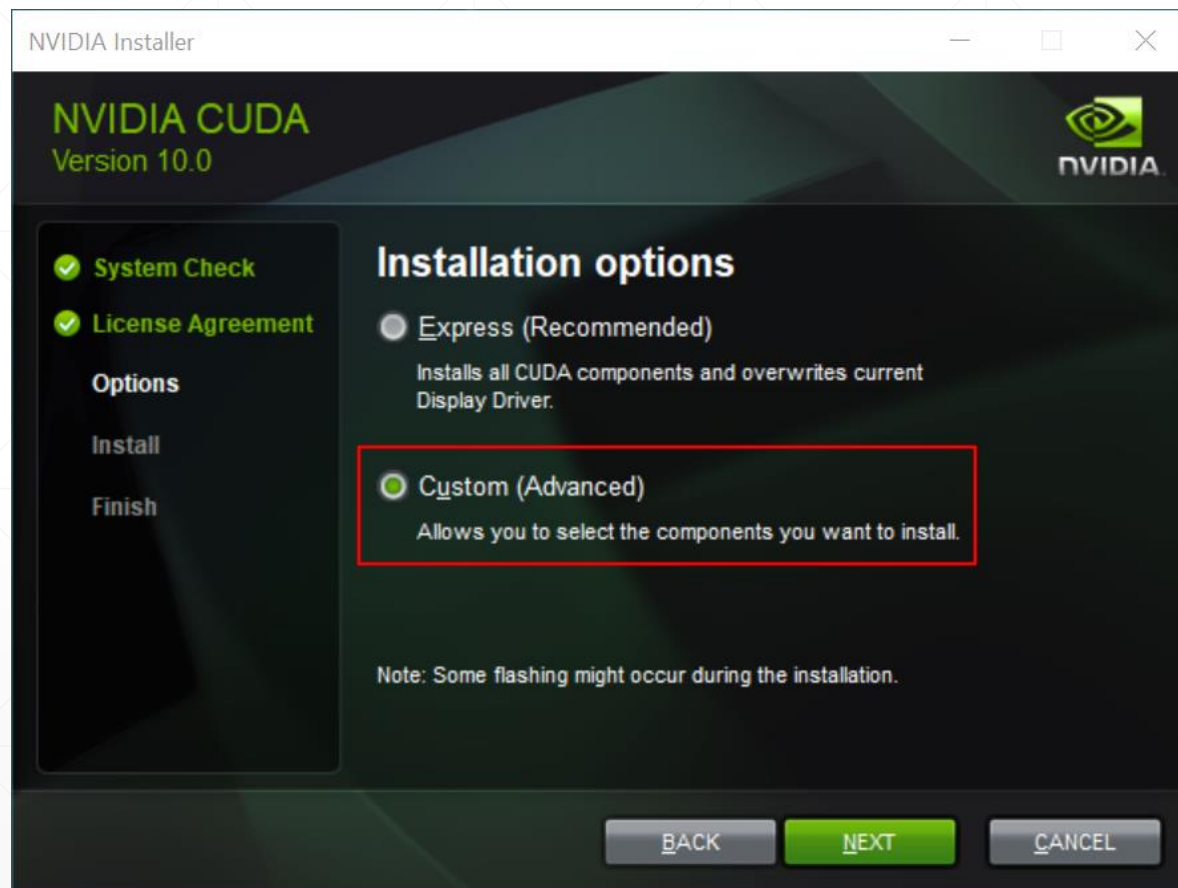 NVIDIA Installer
NVIDIA CUDA
Version 10.0
NVIDIA.
System Check
License Agreement
Options
Install
Finish
Installation options
Express (Recommended)
Installs all CUDA components and overwrites current
Display Driver.
Custom (Advanced)
Allows you to select the components you want to install.
Note: Some flashing might occur during the installation.
BACK
NEXT
CANCEL